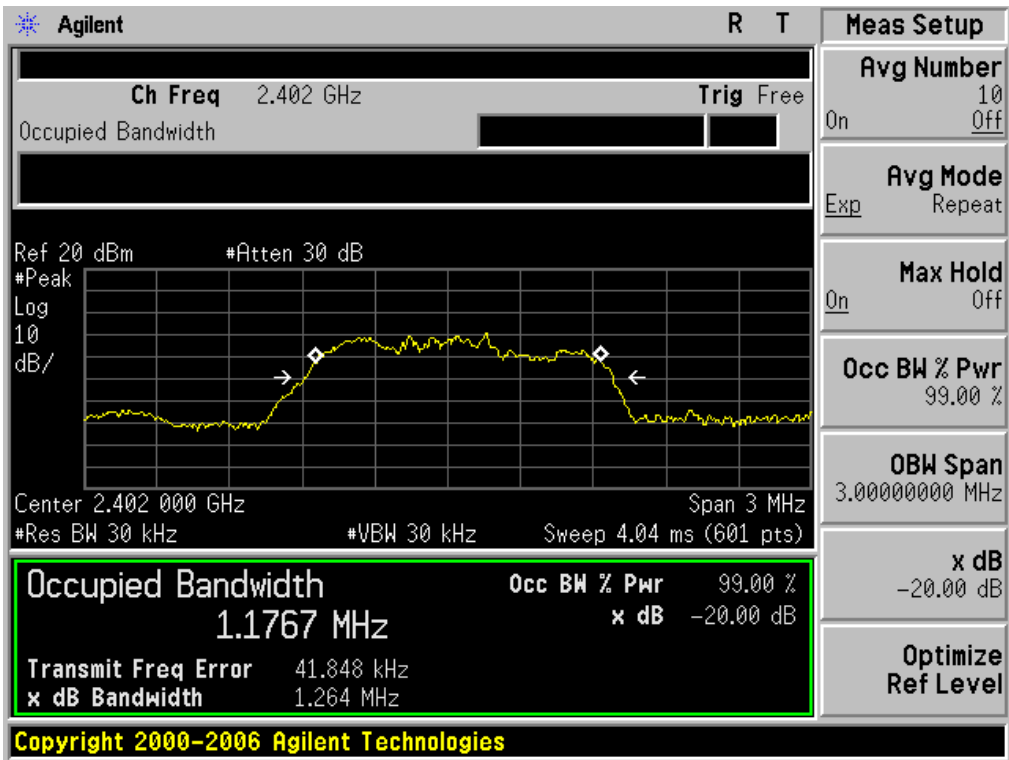 Agilent R T
Ch Freq 2.402 GHz Trig Free
Occupied Bandwidth
Ref 20 dBm #Atten 30 dB
#Peak
Log
10
dB/
Center 2.402 000 GHz Span 3 MHz
#Res BW 30 kHz #VBW 30 kHz Sweep 4.04 ms (601 pts)
Occupied Bandwidth Occ BW % Pwr 99.00 %
1.1767 MHz x dB -20.00 dB
Transmit Freq Error 41.848 kHz
x dB Bandwidth 1.264 MHz
Copyright 2000-2006 Agilent Technologies
Meas Setup
Avg Number
10
On Off
Avg Mode
Exp Repeat
Max Hold
On Off
Occ BW % Pwr
99.00 %
OBW Span
3.00000000 MHz
x dB
-20.00 dB
Optimize
Ref Level